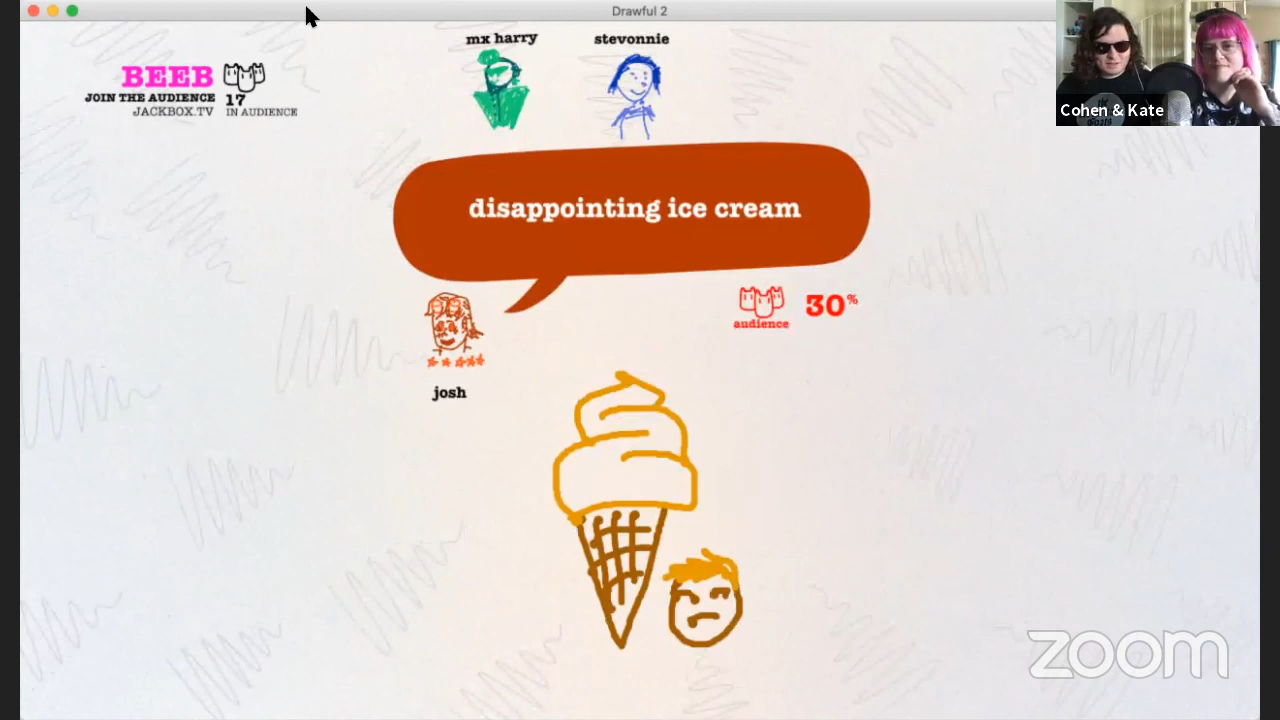 Drawful 2
mx harry
stevonnie
BEEB
JOIN THE AUDIENCE
JACKBOX.TV
17
IN AUDIENCE
Cohen & Kate
disappointing ice cream
audience
30%
josh
zoom